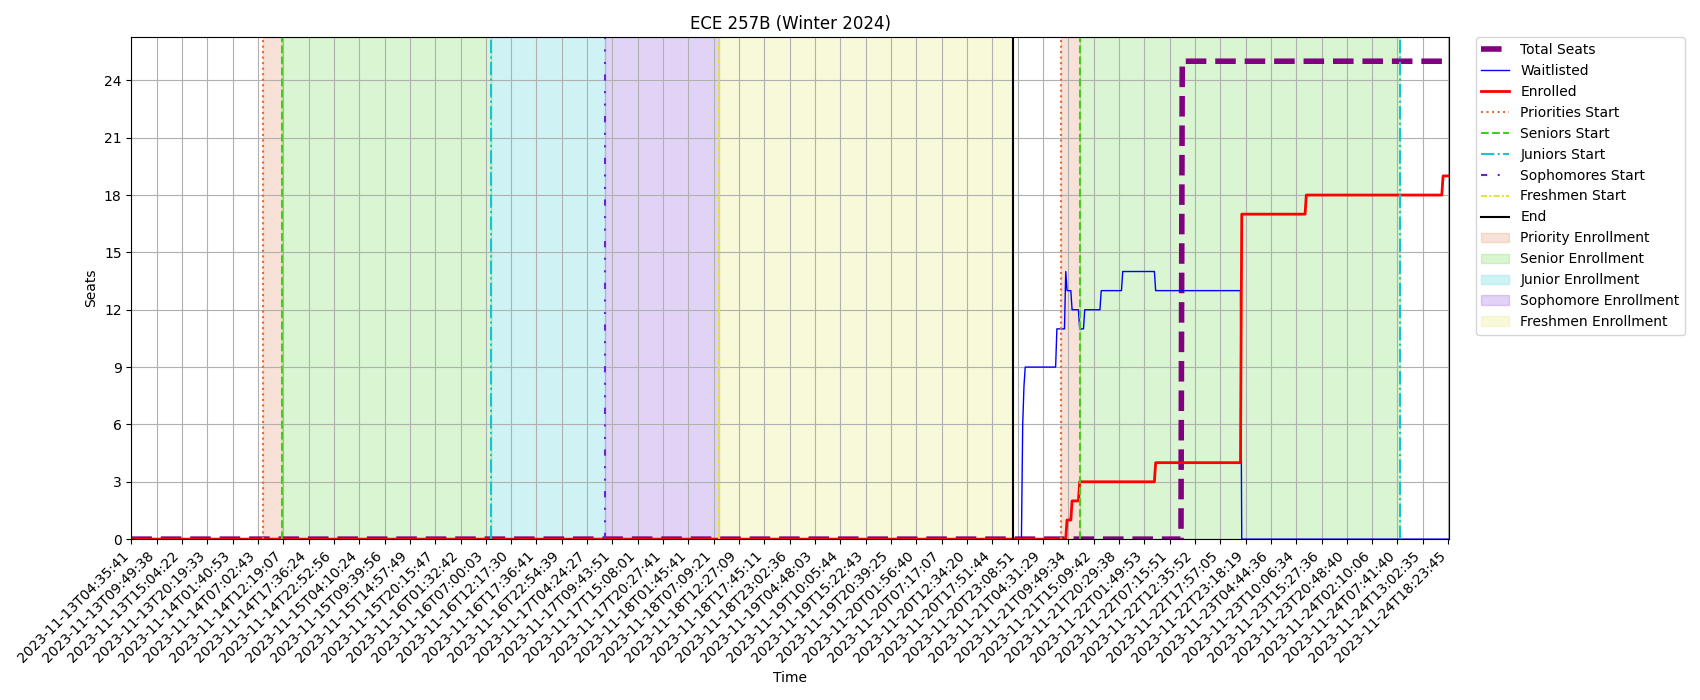 ECE 257B (Winter 2024)
Total Seats
Waitlisted
Enrolled
Priorities Start
Seniors Start
Juniors Start
Sophomores Start
Freshmen Start
End
Priority Enrollment
Senior Enrollment
Junior Enrollment
Sophomore Enrollment
Freshmen Enrollment
Seats
24
21
18
15
12
9
6
3
0
2023-11-13T04:35:41
2023-11-13T09:49:38
2023-11-13T15:04:22
2023-11-13T20:19:33
2023-11-14T01:40:53
2023-11-14T07:02:43
2023-11-14T12:19:07
2023-11-14T17:36:24
2023-11-14T22:52:56
2023-11-15T04:10:24
2023-11-15T09:39:56
2023-11-15T14:57:49
2023-11-15T20:15:47
2023-11-16T01:32:42
2023-11-16T07:00:03
2023-11-16T12:17:30
2023-11-16T17:36:41
2023-11-16T22:54:39
2023-11-17T04:24:27
2023-11-17T09:43:51
2023-11-17T15:08:01
2023-11-17T20:27:41
2023-11-18T01:45:41
2023-11-18T07:09:21
2023-11-18T12:27:09
2023-11-18T17:45:11
2023-11-18T23:02:36
2023-11-19T04:48:03
2023-11-19T10:05:44
2023-11-19T15:22:43
2023-11-19T20:39:25
2023-11-20T01:56:40
2023-11-20T07:17:07
2023-11-20T12:34:20
2023-11-20T17:51:44
2023-11-20T23:08:51
2023-11-21T04:31:29
2023-11-21T09:49:34
2023-11-21T15:09:42
2023-11-21T20:29:38
2023-11-22T01:49:53
2023-11-22T07:15:51
2023-11-22T12:35:52
2023-11-22T17:57:05
2023-11-22T23:18:19
2023-11-23T04:44:36
2023-11-23T10:06:34
2023-11-23T15:27:36
2023-11-23T20:48:40
2023-11-24T02:10:06
2023-11-24T07:41:40
2023-11-24T13:02:35
2023-11-24T18:23:45
Time